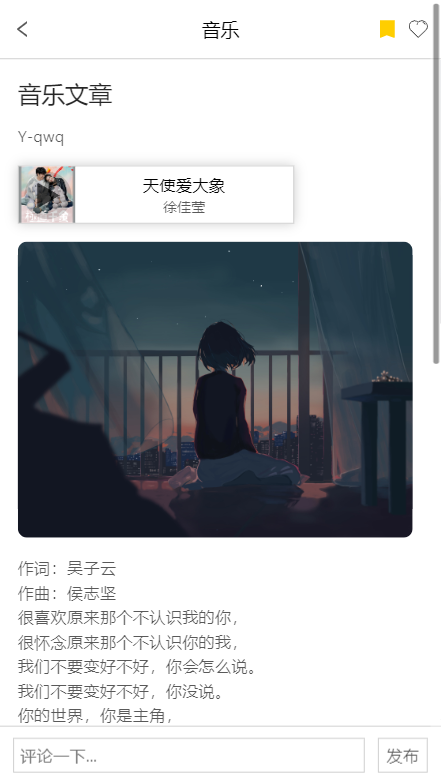 音乐
音乐文章
Y-qwq
天使爱大象
徐佳莹
作词：吴子云
作曲：侯志坚
很喜欢原来那个不认识我的你，
很怀念原来那个不认识你的我，
我们不要变好不好，你会怎么说。
我们不要变好不好，你没说。
你的世界，你是主角，
评论一下...
发布